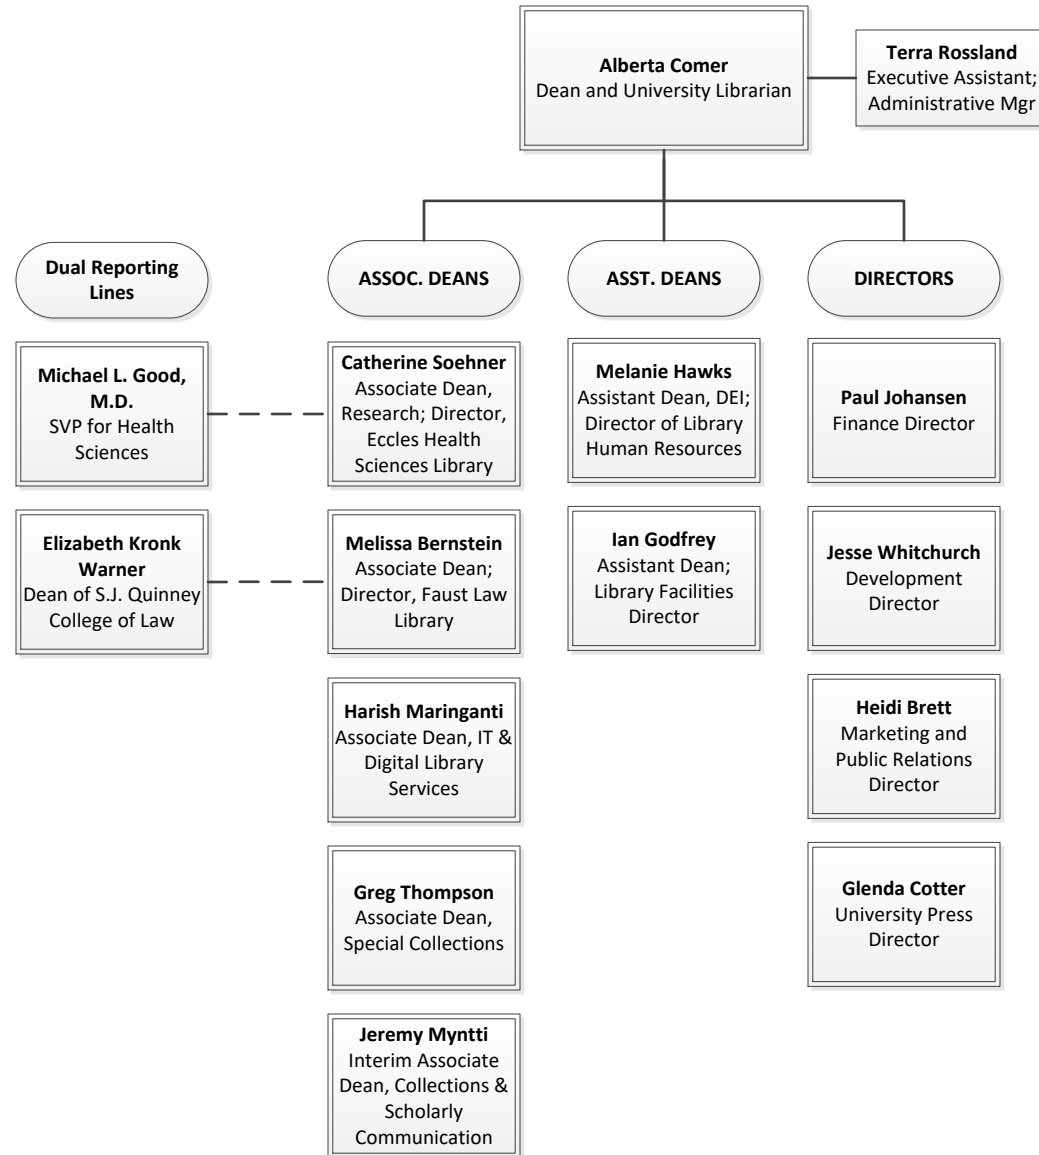 Alberta Comer
Dean and University Librarian
Terra Rossland
Executive Assistant;
Administrative Mgr
Dual Reporting
Lines
Michael L. Good,
M.D.
SVP for Health
Sciences
Elizabeth Kronk
Warner
Dean of S.J. Quinney
College of Law
ASSOC. DEANS
Catherine Soehner
Associate Dean,
Research; Director,
Eccles Health
Sciences Library
Melissa Bernstein
Associate Dean;
Director, Faust Law
Library
Harish Maringanti
Associate Dean, IT &
Digital Library
Services
Greg Thompson
Associate Dean,
Special Collections
Jeremy Myntti
Interim Associate
Dean, Collections &
Scholarly
Communication
ASST. DEANS
Melanie Hawks
Assistant Dean, DEI;
Director of Library
Human Resources
Ian Godfrey
Assistant Dean;
Library Facilities
Director
DIRECTORS
Paul Johansen
Finance Director
Jesse Whitchurch
Development
Director
Heidi Brett
Marketing and
Public Relations
Director
Glenda Cotter
University Press
Director